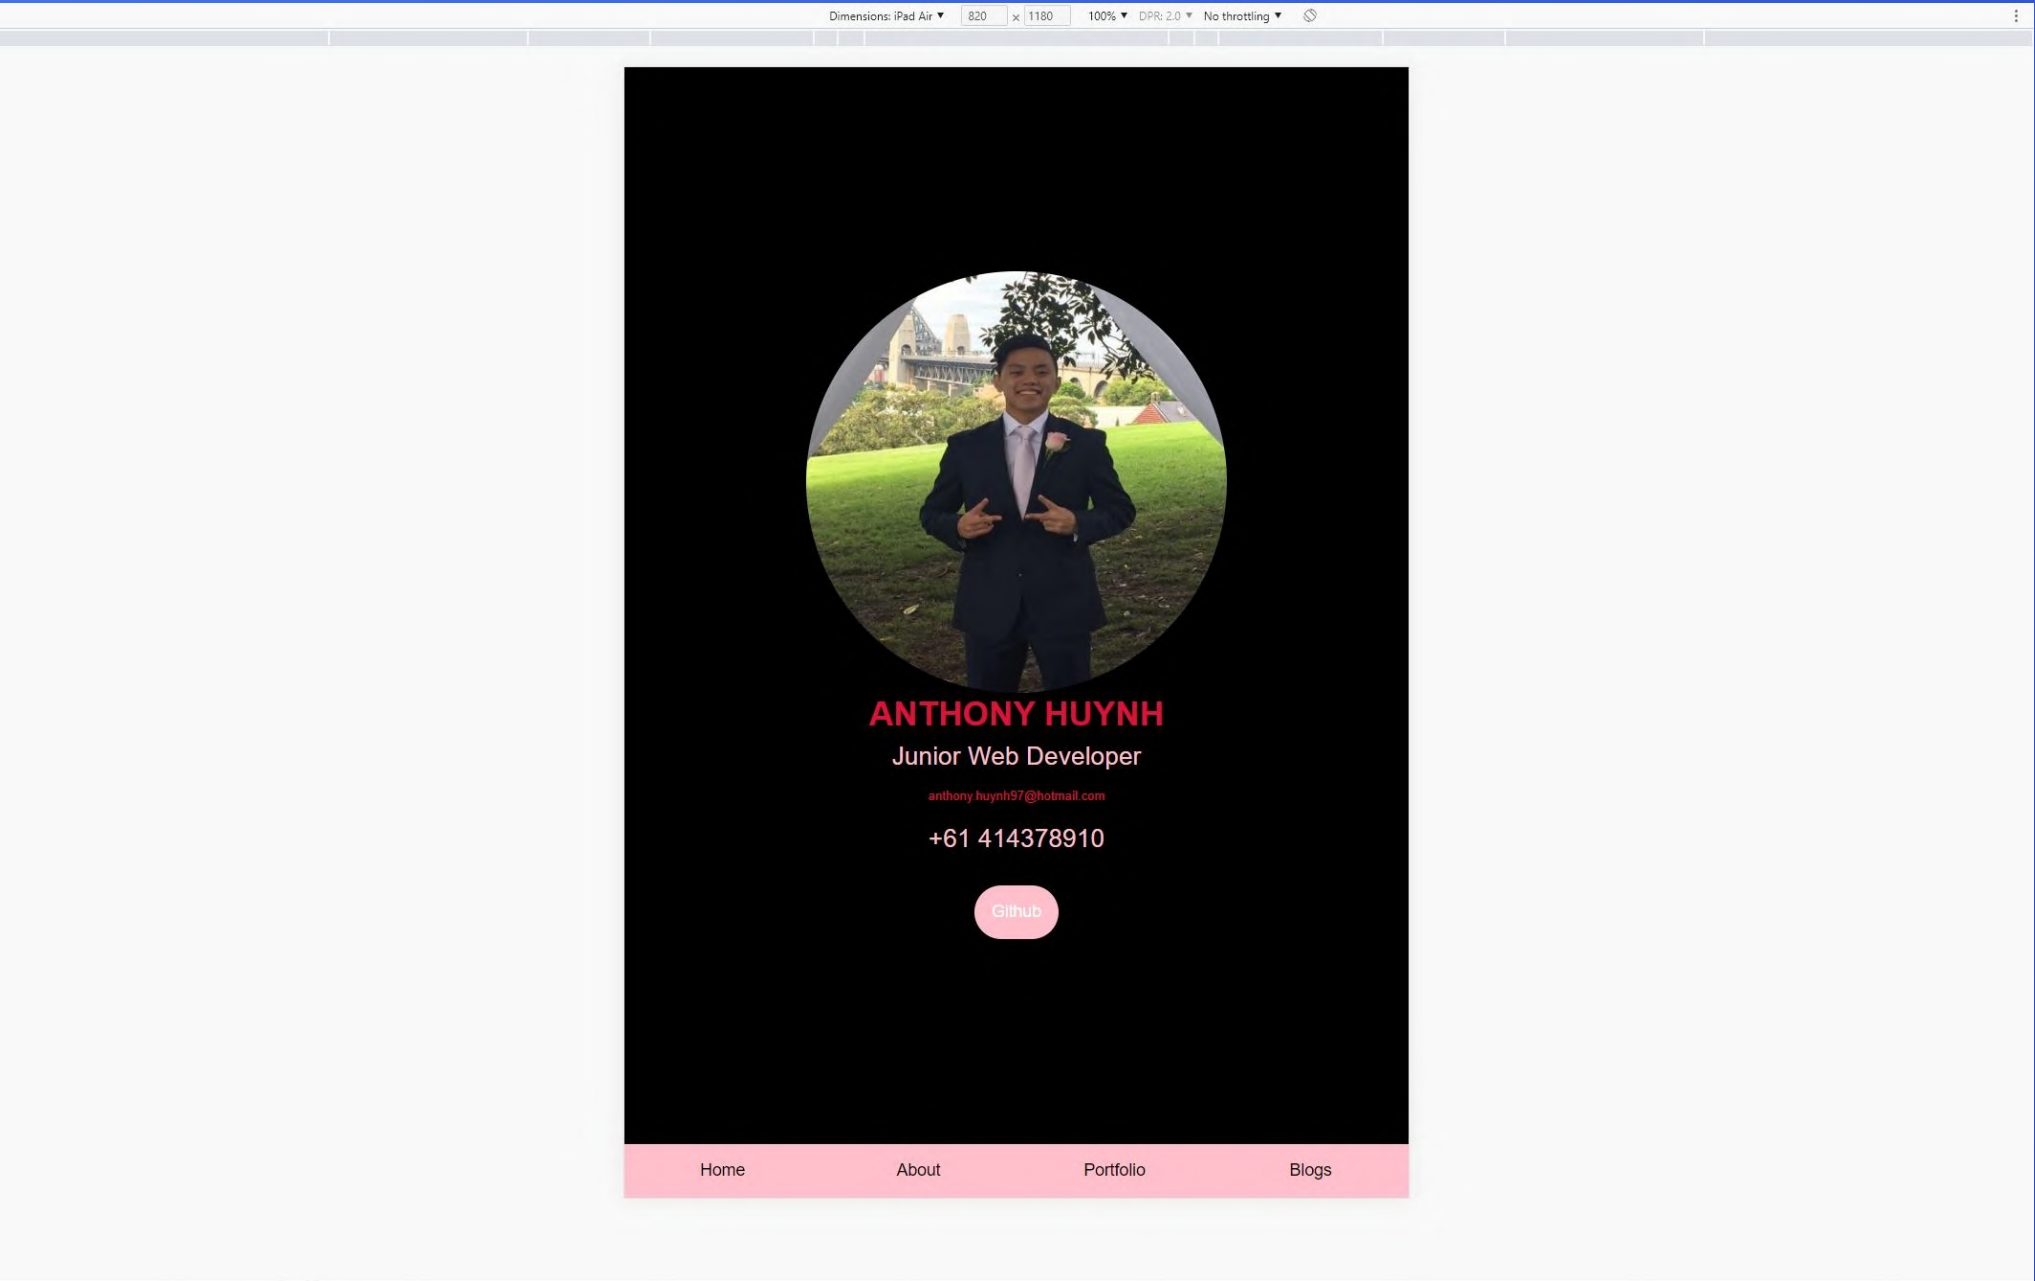 Dimensions: iPad Air ▼ 820 × 1180 100% ▼ DPR: 2.0 ▼ No throttling ▼
ANTHONY HUYNH
Junior Web Developer
anthony.huynh97@hotmail.com
+61 414378910
Github
Home About Portfolio Blogs